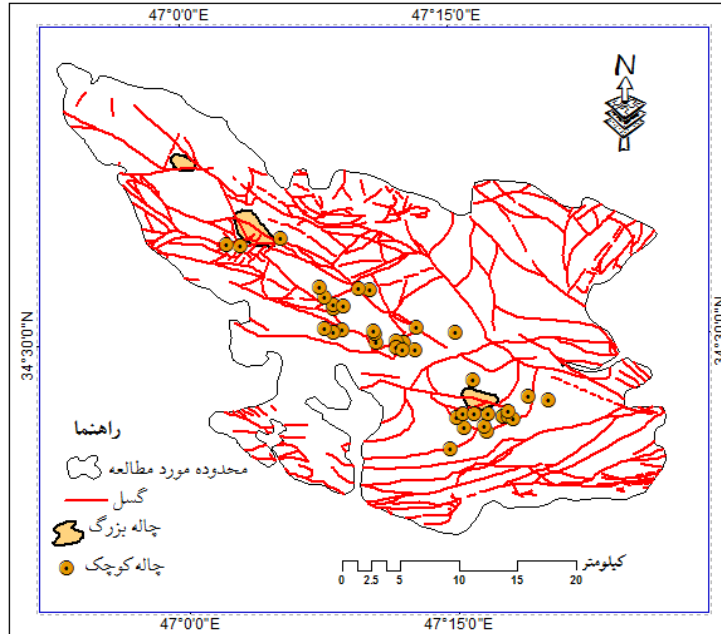 47°0'0"E 47°15'0"E
N
34°30'0"N 34°30'0"N
راهنما
محدوده مورد مطالعه
گسل
چاله بزرگ
چاله کوچک
کیلومتر
0 2.5 5 10 15 20
47°0'0"E 47°15'0"E